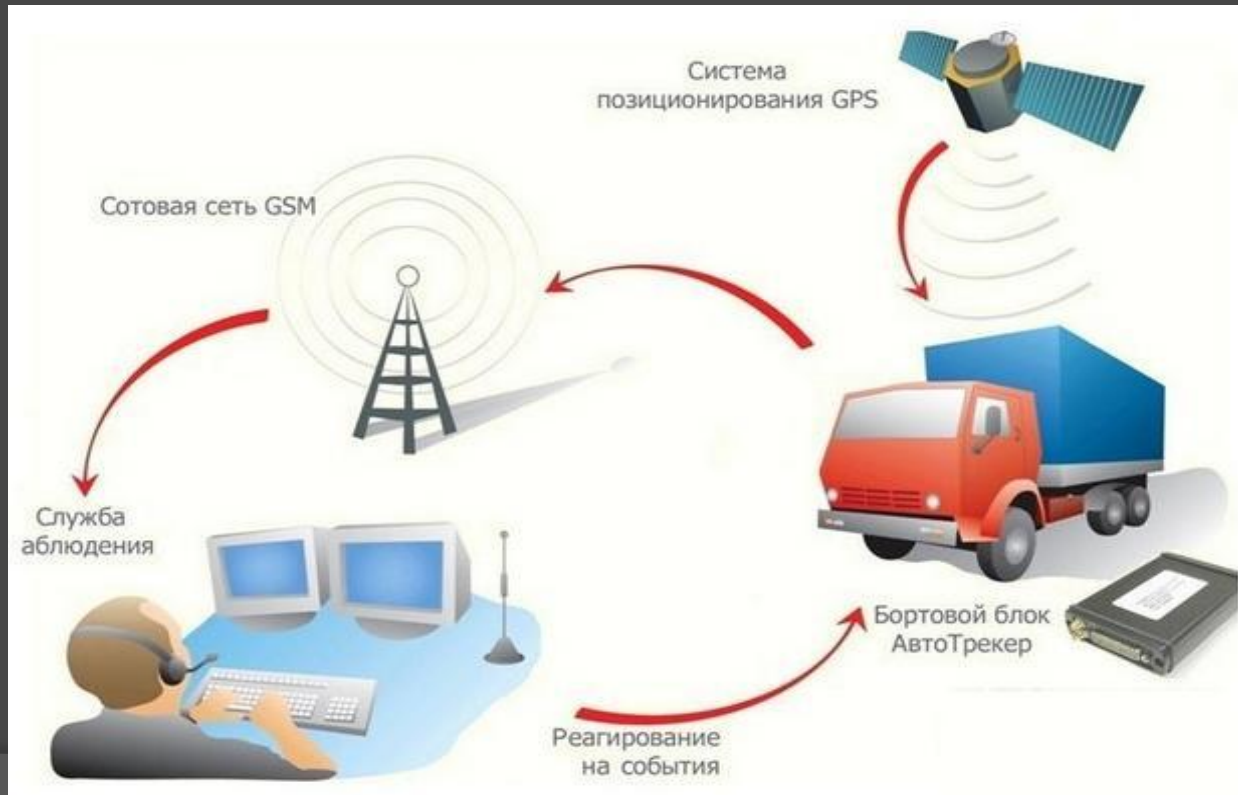 Система
позиционирования GPS
Сотовая сеть GSM
Служба
аблюдения
Бортовой блок
АвтоТрекер
Реагирование
на события